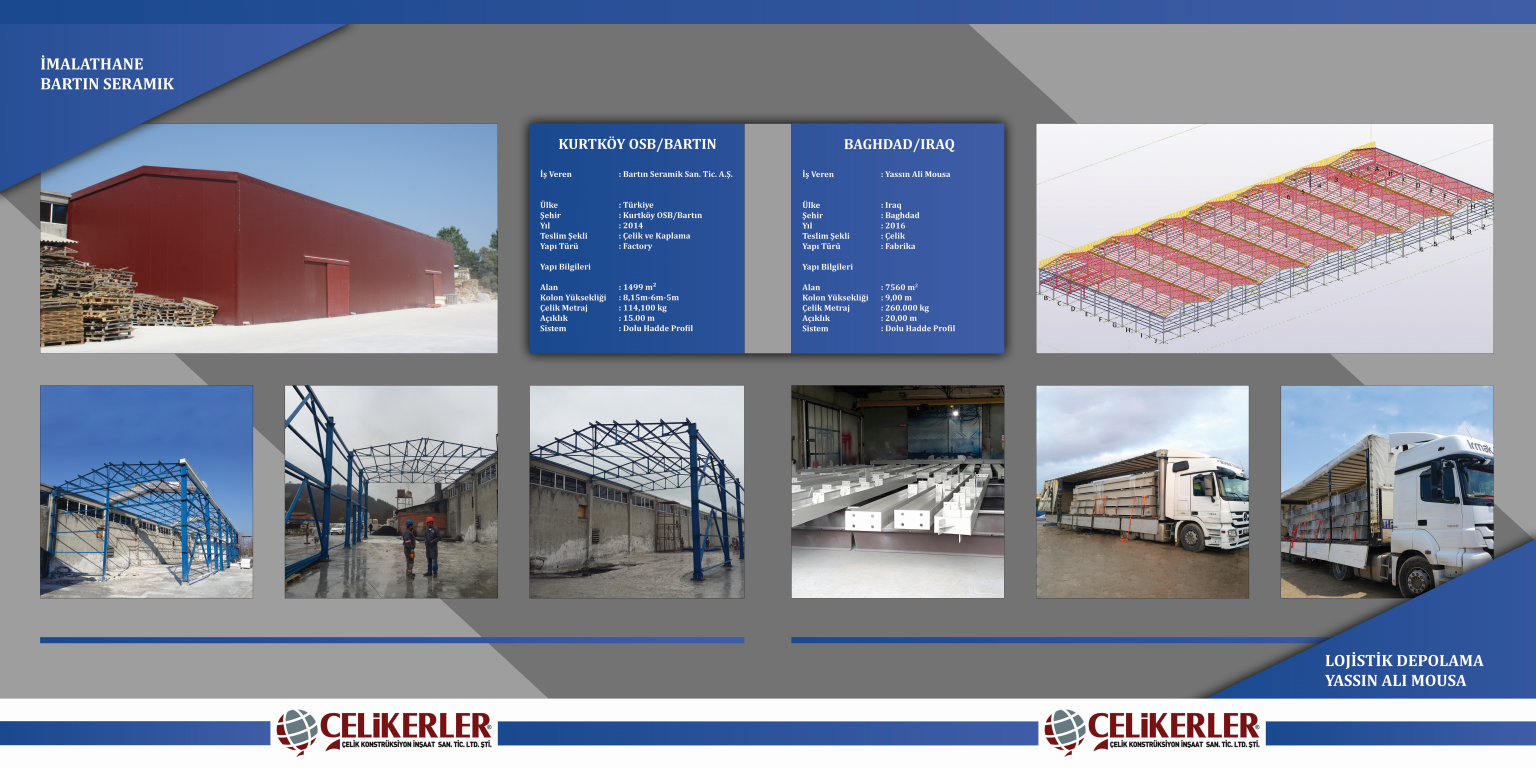 İMALATHANE
BARTIN SERAMIK
KURTKÖY OSB/BARTIN
İş Veren : Bartın Seramik San. Tic. A.Ş.
Ülke : Türkiye
Şehir : Kurtköy OSB/Bartın
Yıl : 2014
Teslim Şekli : Çelik ve Kaplama
Yapı Türü : Factory
Yapı Bilgileri
Alan : 1499 m²
Kolon Yüksekliği : 8,15m-6m-5m
Çelik Metraj : 114,100 kg
Açıklık : 15.00 m
Sistem : Dolu Hadde Profil
BAGHDAD/IRAQ
İş Veren : Yassın Ali Mousa
Ülke : Iraq
Şehir : Baghdad
Yıl : 2016
Teslim Şekli : Çelik
Yapı Türü : Fabrika
Yapı Bilgileri
Alan : 7560 m²
Kolon Yüksekliği : 9,00 m
Çelik Metraj : 260.000 kg
Açıklık : 20,00 m
Sistem : Dolu Hadde Profil
B C D E F G H I J
Irmak
LOJİSTİK DEPOLAMA
YASSIN ALI MOUSA
ÇELiKERLER®
ÇELİK KONSTRÜKSİYON İNŞAAT SAN. TİC. LTD. ŞTİ.
ÇELiKERLER®
ÇELİK KONSTRÜKSİYON İNŞAAT SAN. TİC. LTD. ŞTİ.